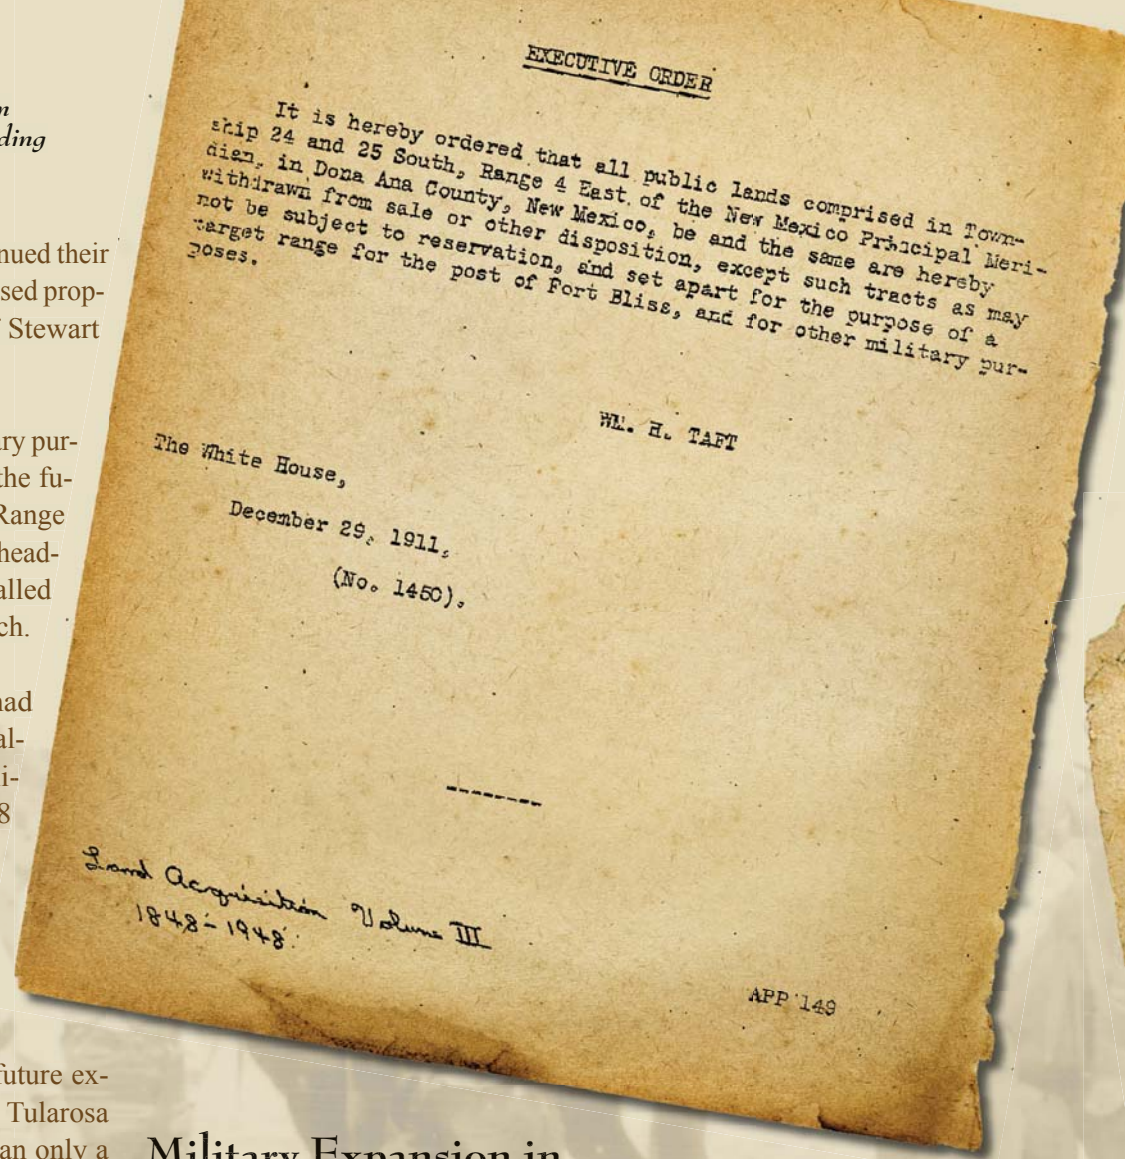 EXECUTIVE ORDER
It is hereby ordered that all public lands comprised in Town-
ship 24 and 25 South, Range 4 East, of the New Mexico Principal Meri-
dian, in Dona Ana County, New Mexico, be and the same are hereby
withdrawn from sale or other disposition, except such tracts as may
not be subject to reservation, and set apart for the purpose of a
target range for the post of Fort Bliss, and for other military pur-
poses.
WM. H. TAFT
The White House,
December 29, 1911,
(No. 1450).
--------
Land Acquisition Volume III
1848-1948
APP 149
ding
nued their
sed prop-
Stewart
ary pur-
the fu-
Range
head-
alled
ch.
had
al-
i-
8
future ex-
Tularosa
an only a
Military Expansion in